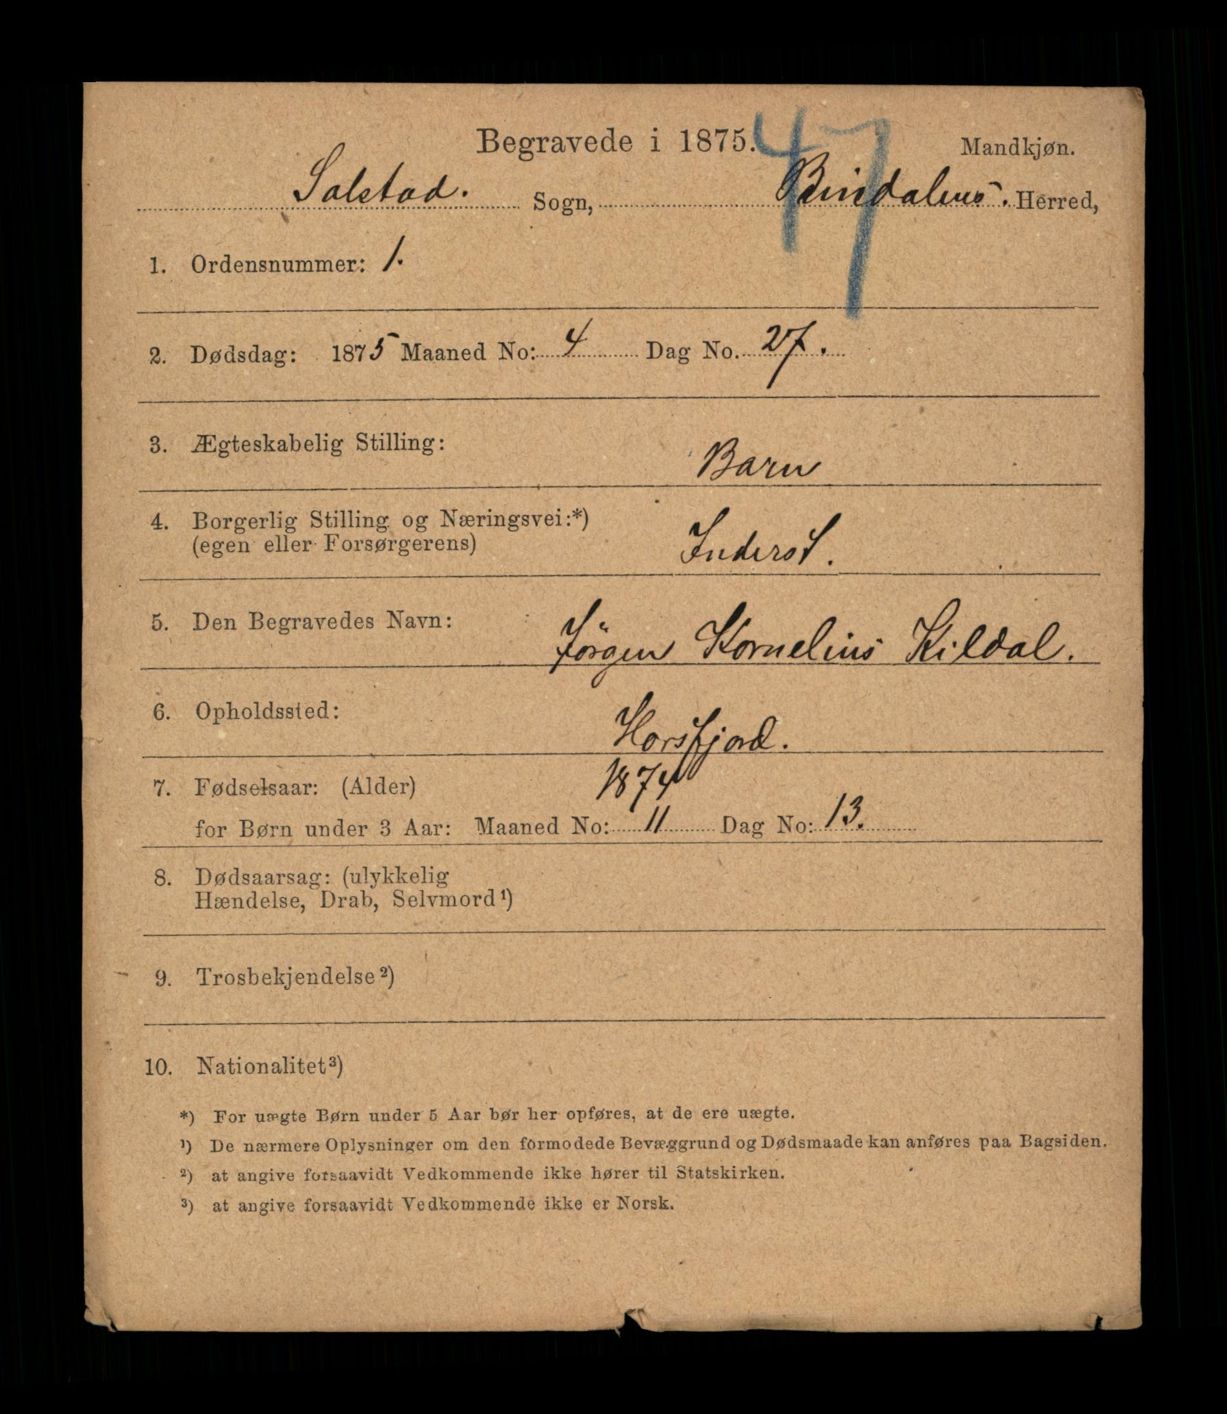 Begravede i 1875.
47
Mandkjøn.
Solstad. Sogn, Bindalens. Herred,
1. Ordensnummer: 1.
2. Dødsdag: 1875 Maaned No: 4 Dag No. 27.
3. Ægteskabelig Stilling: Barn
4. Borgerlig Stilling og Næringsvei:*)
(egen eller Forsørgerens) Inderst.
5. Den Begravedes Navn: Jørgen Kornelius Kildal.
6. Opholdssted: Horsfjord.
7. Fødselsaar: (Alder) 1874
for Børn under 3 Aar: Maaned No: 11 Dag No: 13.
8. Dødsaarsag: (ulykkelig
Hændelse, Drab, Selvmord¹)
9. Trosbekjendelse²)
10. Nationalitet³)
*) For uægte Børn under 5 Aar bør her opføres, at de ere uægte.
¹) De nærmere Oplysninger om den formodede Bevæggrund og Dødsmaade kan anføres paa Bagsiden.
²) at angive forsaavidt Vedkommende ikke hører til Statskirken.
³) at angive forsaavidt Vedkommende ikke er Norsk.